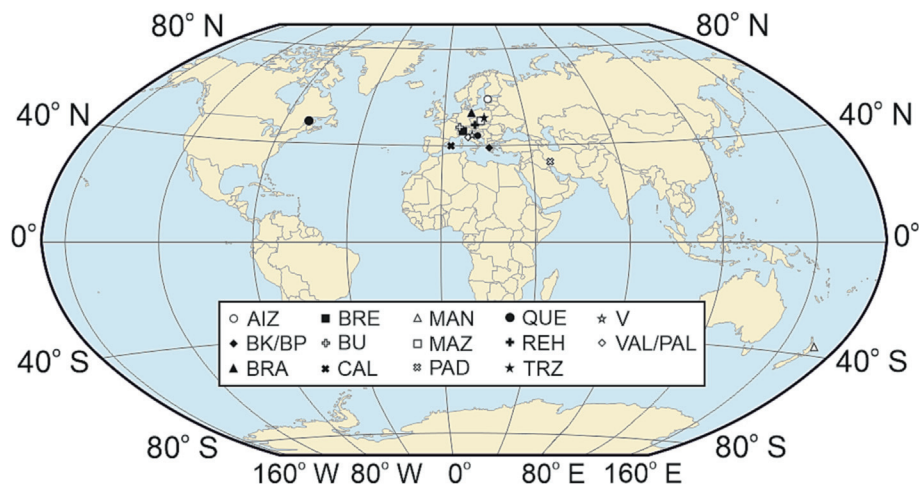 80° N 80° N
40° N 40° N
0° 0°
AIZ BRE MAN QUE V
BK/BP BU MAZ REH VAL/PAL
BRA CAL PAD TRZ
40° S 40° S
80° S 80° S
160° W 80° W 0° 80° E 160° E